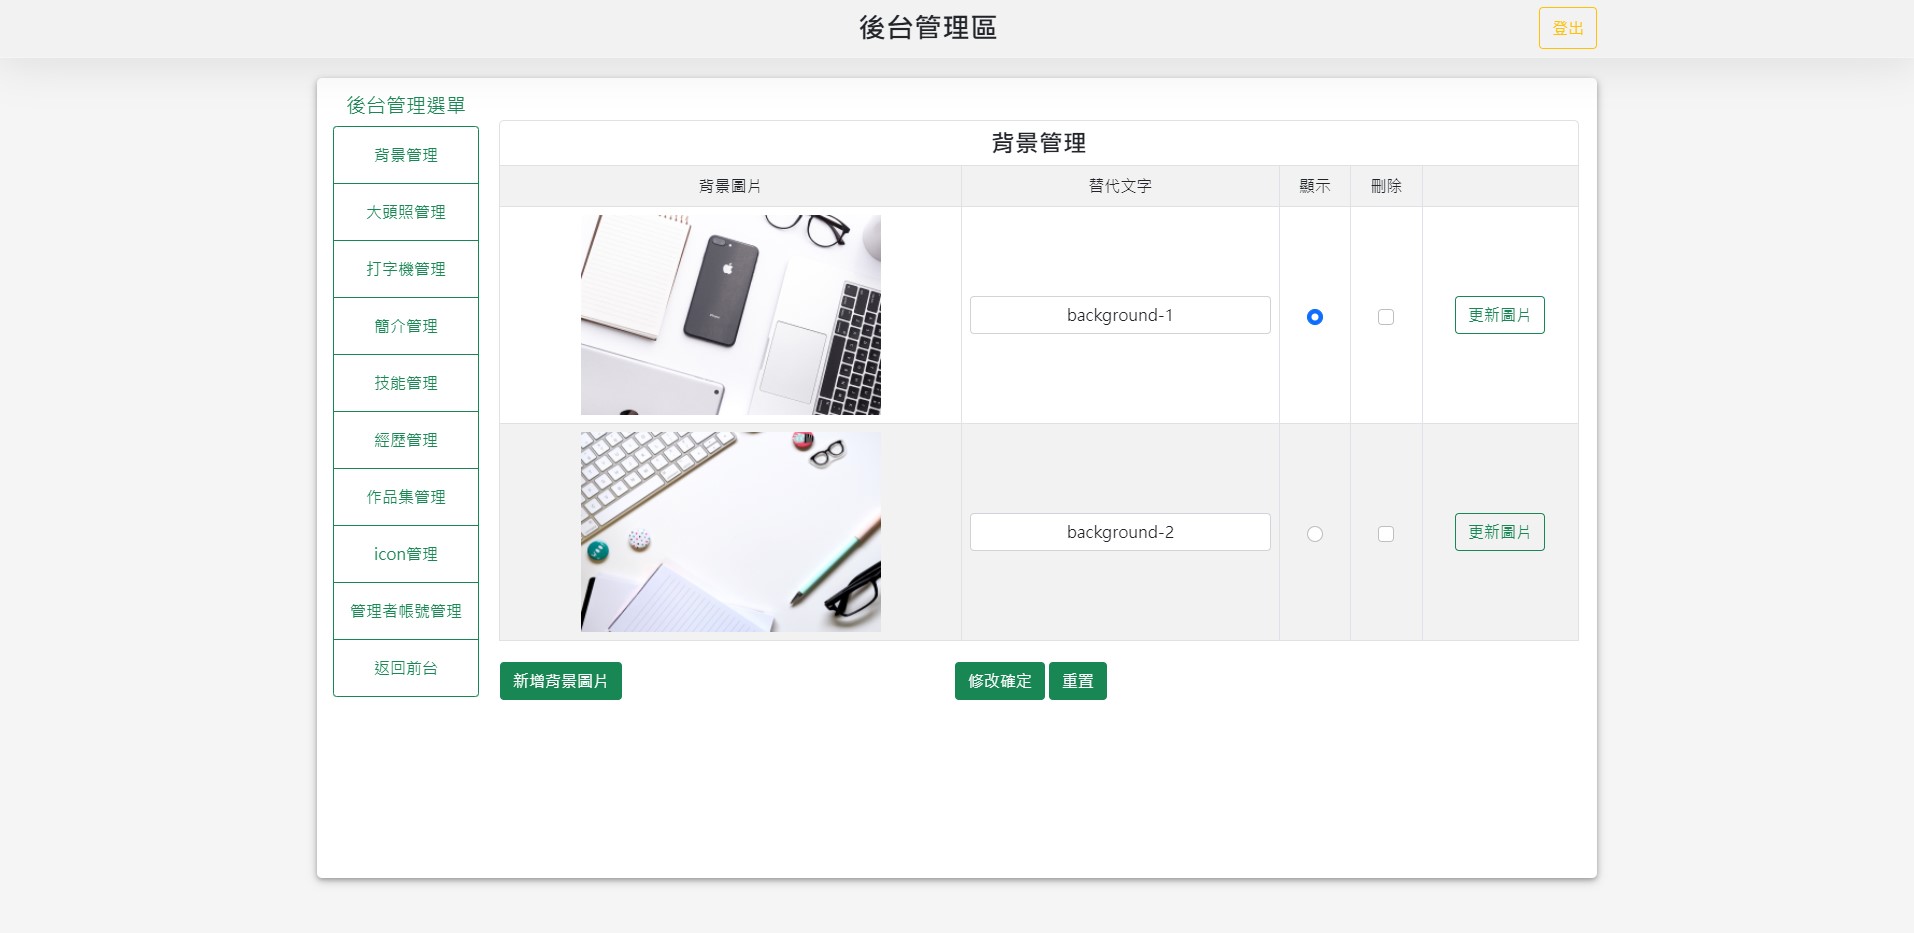 後台管理區
登出
後台管理選單
背景管理
大頭照管理
打字機管理
簡介管理
技能管理
經歷管理
作品集管理
icon管理
管理者帳號管理
返回前台
背景管理
背景圖片 替代文字 顯示 刪除
background-1 更新圖片
background-2 更新圖片
新增背景圖片 修改確定 重置